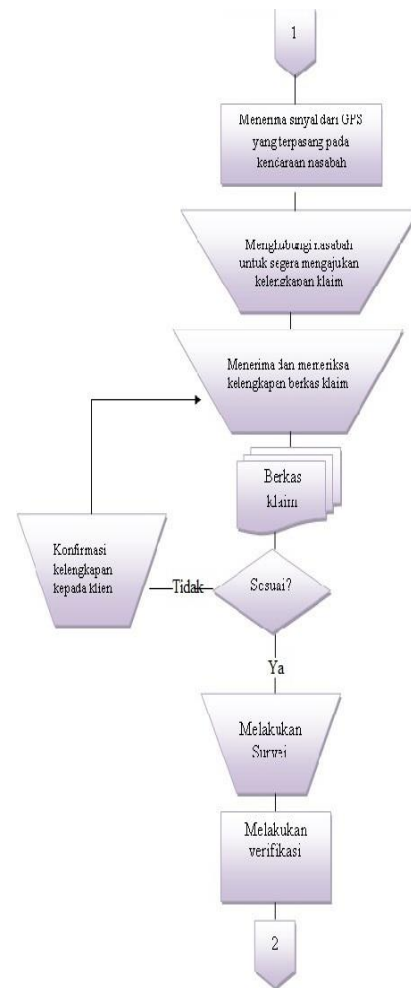 1
Menerima sinyal dari GPS
yang terpasang pada
kendaraan nasabah
Menghubungi nasabah
untuk segera mengajukan
kelengkapan klaim
Menerima dan memeriksa
kelengkapan berkas klaim
Berkas
klaim
Konfirmasi
kelengkapan
kepada klien
Tidak
Sesuai?
Ya
Melakukan
Survei
Melakukan
verifikasi
2